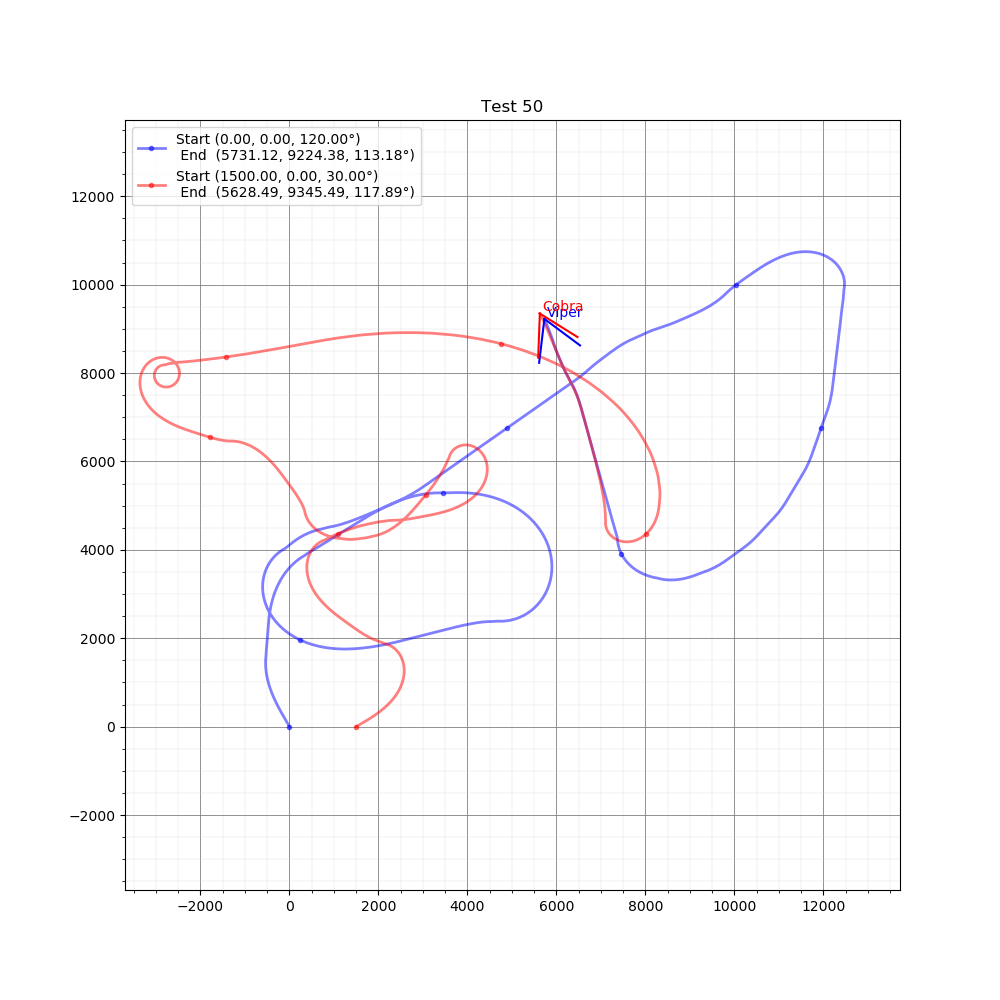 Test 50
Start (0.00, 0.00, 120.00°)
End  (5731.12, 9224.38, 113.18°)
Start (1500.00, 0.00, 30.00°)
End  (5628.49, 9345.49, 117.89°)
12000
10000
8000
6000
4000
2000
0
−2000
Cobra
Viper
−2000 0 2000 4000 6000 8000 10000 12000